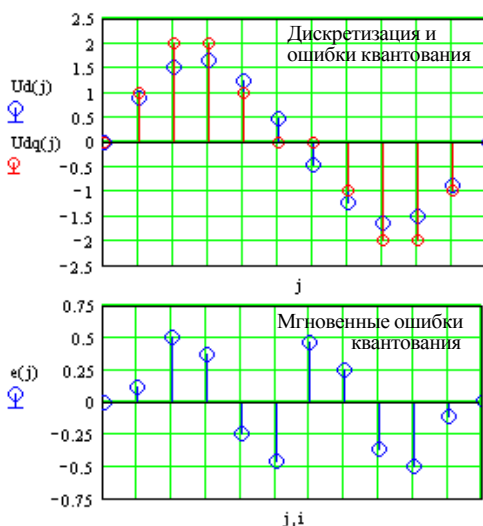 Дискретизация и
ошибки квантования
Ud(j)
Udq(j)
2.5
2
1.5
1
0.5
0
-0.5
-1
-1.5
-2
-2.5
j
Мгновенные ошибки
квантования
e(j)
0.75
0.5
0.25
0
-0.25
-0.5
-0.75
j,i